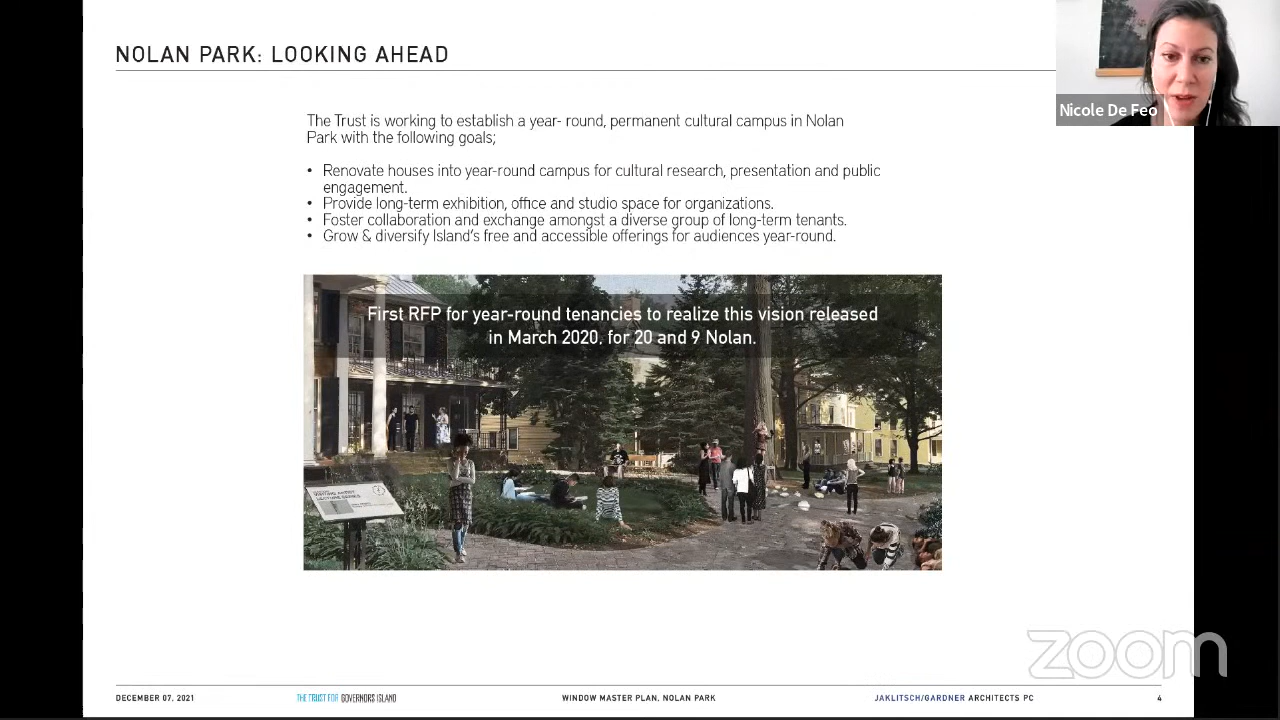 NOLAN PARK: LOOKING AHEAD
Nicole De Feo
The Trust is working to establish a year- round, permanent cultural campus in Nolan
Park with the following goals;
• Renovate houses into year-round campus for cultural research, presentation and public
engagement.
• Provide long-term exhibition, office and studio space for organizations.
• Foster collaboration and exchange amongst a diverse group of long-term tenants.
• Grow & diversify Island's free and accessible offerings for audiences year-round.
First RFP for year-round tenancies to realize this vision released
in March 2020, for 20 and 9 Nolan.
zoom
DECEMBER 07, 2021
THE TRUST FOR GOVERNORS ISLAND
WINDOW MASTER PLAN, NOLAN PARK
JAKLITSCH/GARDNER ARCHITECTS PC
4